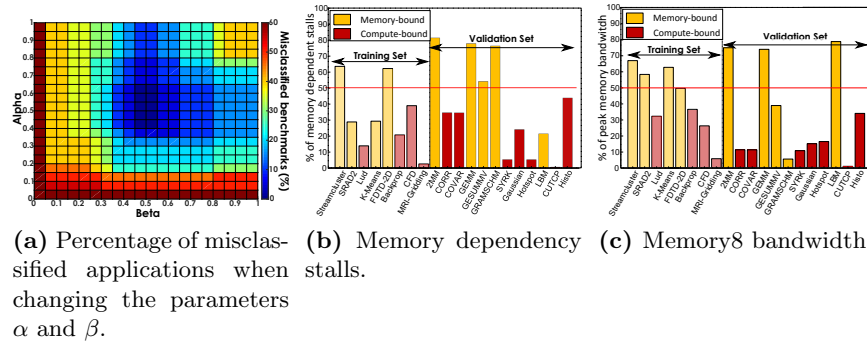 Alpha
1
0.9
0.8
0.7
0.6
0.5
0.4
0.3
0.2
0.1
0
0 0.1 0.2 0.3 0.4 0.5 0.6 0.7 0.8 0.9 1
Beta
60
50
40
30
20
10
0
Misclassified benchmarks (%)
% of memory dependent stalls
100
90
80
70
60
50
40
30
20
10
0
Memory-bound
Compute-bound
Training Set
Validation Set
Streamcluster
SRAD2
Lud
K-Means
FDTD-2D
Backprop
CFD
MRI-Gridding
2MM
CORR
COVAR
GEMM
GESUMMV
GRAMSCHM
SYRK
Gaussian
Hotspot
LBM
CUTCP
Histo
% of peak memory bandwitdh
100
90
80
70
60
50
40
30
20
10
0
Memory-bound
Compute-bound
Training Set
Validation Set
Streamcluster
SRAD2
Lud
K-Means
FDTD-2D
Backprop
CFD
MRI-Gridding
2MM
CORR
COVAR
GEMM
GESUMMV
GRAMSCHM
SYRK
Gaussian
Hotspot
LBM
CUTCP
Histo
(a) Percentage of misclas-
sified applications when
changing the parameters
α and β.
(b) Memory dependency
stalls.
(c) Memory8 bandwidth